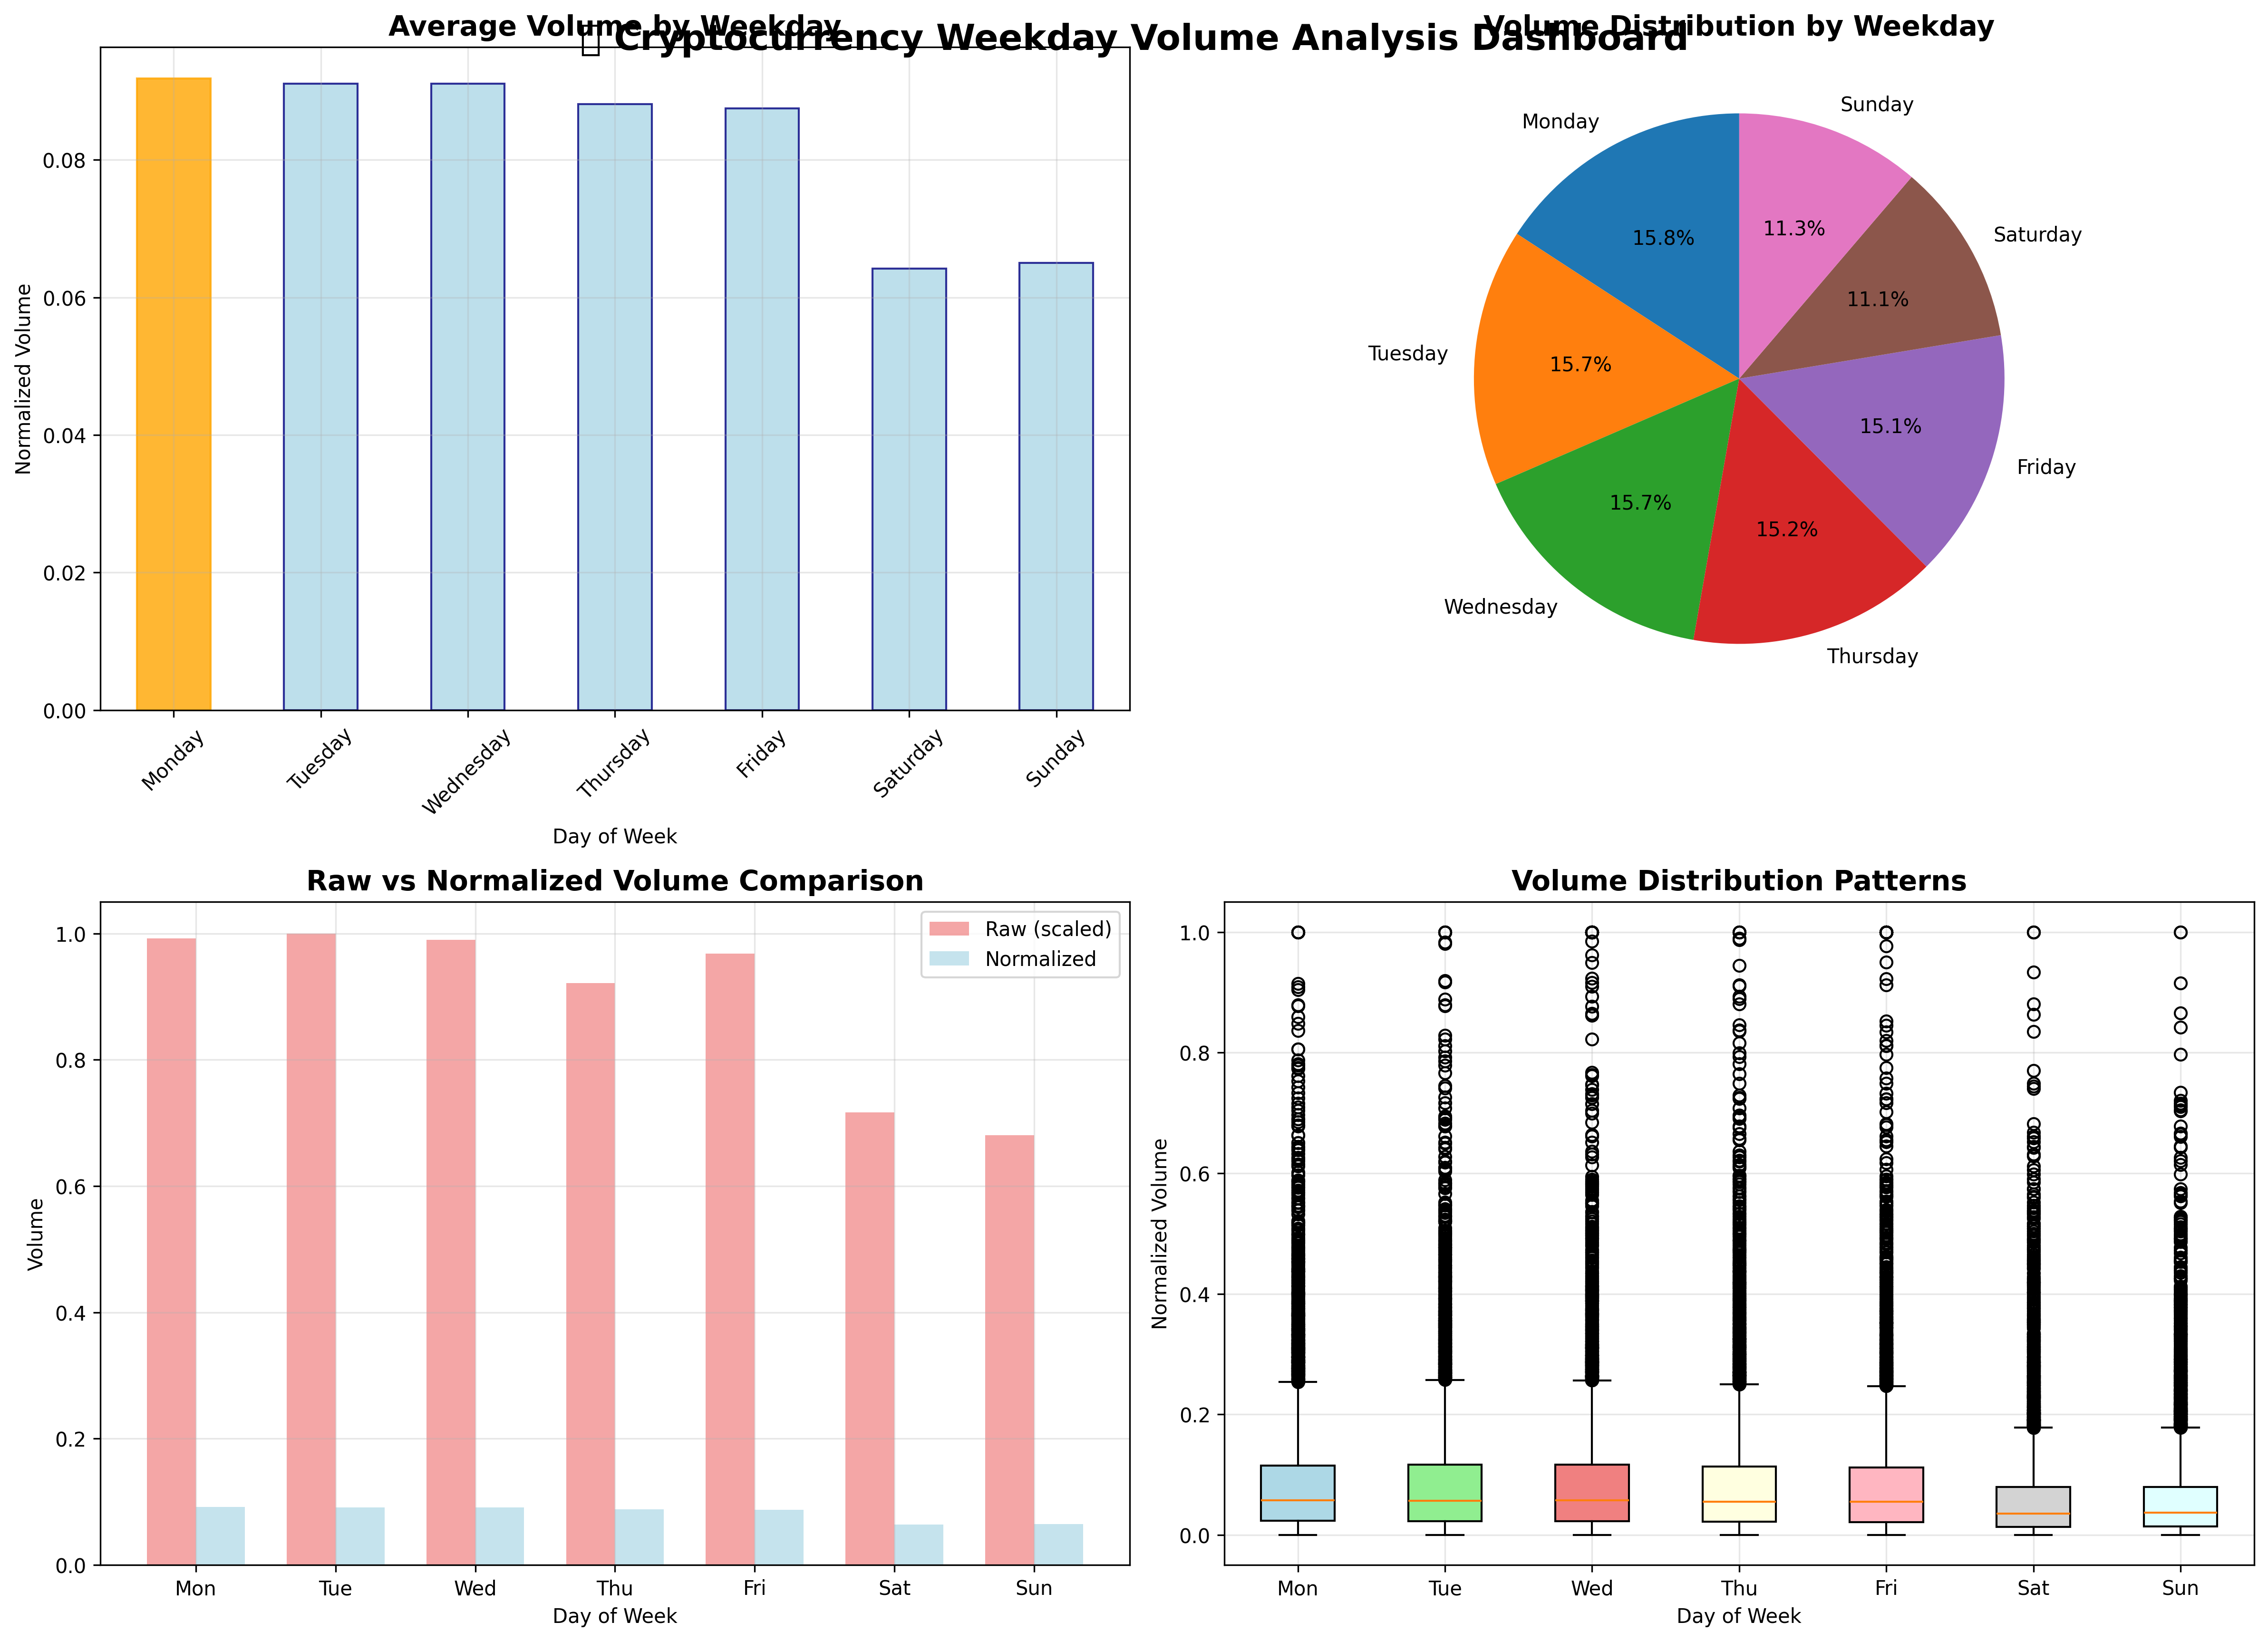 Cryptocurrency Weekday Volume Analysis Dashboard
Average Volume by Weekday
Normalized Volume
0.08
0.06
0.04
0.02
0.00
Monday
Tuesday
Wednesday
Thursday
Friday
Saturday
Sunday
Day of Week
Volume Distribution by Weekday
Monday
Tuesday
Wednesday
Thursday
Friday
Saturday
Sunday
15.8%
15.7%
15.7%
15.2%
15.1%
11.1%
11.3%
Raw vs Normalized Volume Comparison
Raw (scaled)
Normalized
Volume
1.0
0.8
0.6
0.4
0.2
0.0
Mon
Tue
Wed
Thu
Fri
Sat
Sun
Day of Week
Volume Distribution Patterns
Normalized Volume
1.0
0.8
0.6
0.4
0.2
0.0
Mon
Tue
Wed
Thu
Fri
Sat
Sun
Day of Week